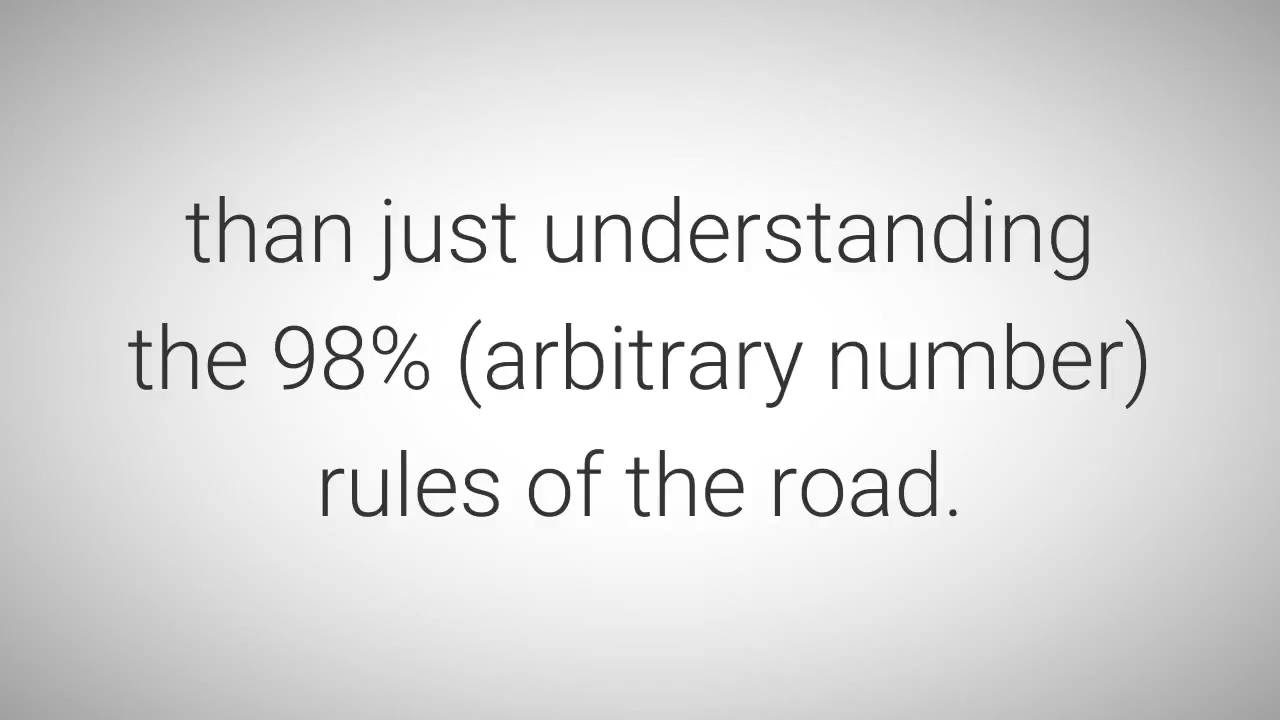 than just understanding
the 98% (arbitrary number)
rules of the road.